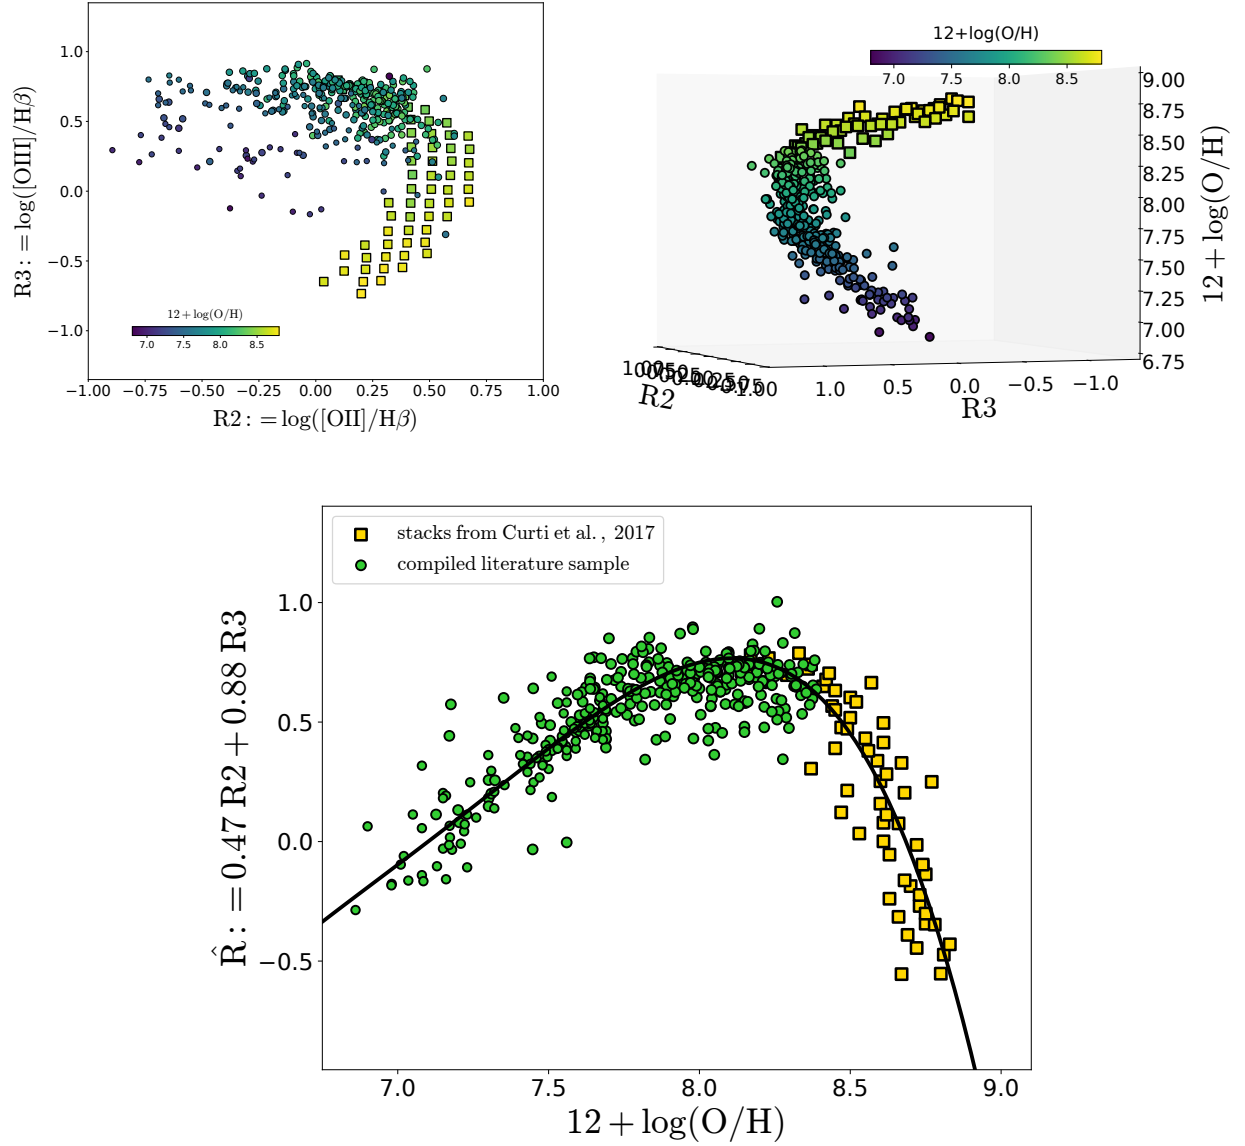 1.0
0.5
0.0
−0.5
−1.0
R3 : = log([OIII]/Hβ)
12 + log(O/H)
7.0 7.5 8.0 8.5
−1.00 −0.75 −0.50 −0.25 0.00 0.25 0.50 0.75 1.00
R2 : = log([OII]/Hβ)
12+log(O/H)
7.0 7.5 8.0 8.5
9.00
8.75
8.50
8.25
8.00
7.75
7.50
7.25
7.00
6.75
12 + log(O/H)
1.0 0.5 0.0 −0.5 −1.0
R2
R3
stacks from Curti et al., 2017
compiled literature sample
1.0
0.5
0.0
−0.5
R̂ : = 0.47 R2 + 0.88 R3
7.0 7.5 8.0 8.5 9.0
12 + log(O/H)